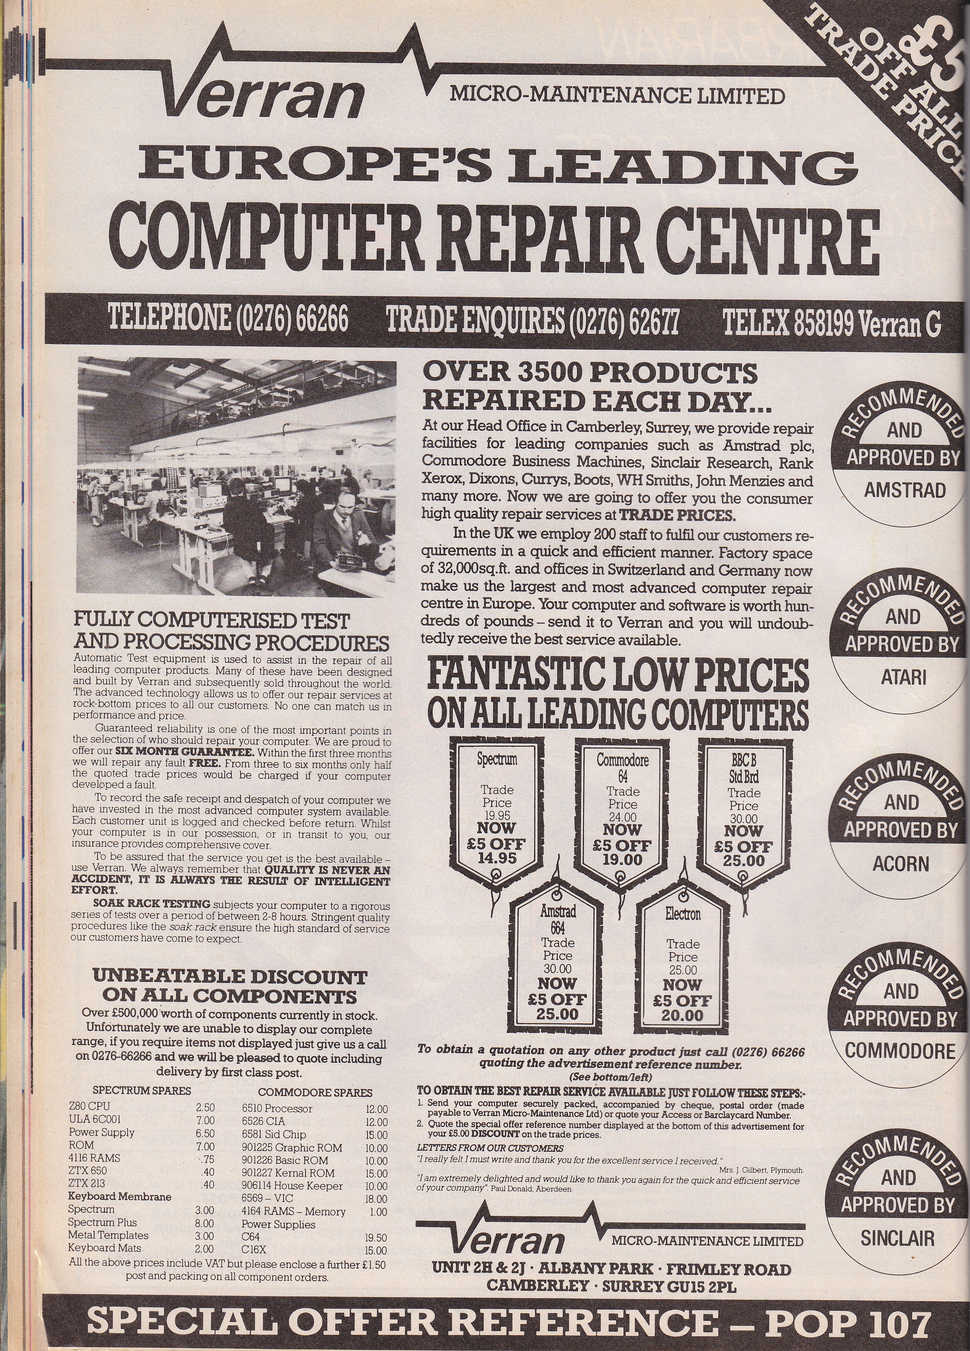 £5
OFF ALL
TRADE PRICE
Verran
MICRO-MAINTENANCE LIMITED
EUROPE'S LEADING
COMPUTER REPAIR CENTRE
TELEPHONE (0276) 66266 TRADE ENQUIRES (0276) 62677 TELEX 858199 Verran G
FULLY COMPUTERISED TEST
AND PROCESSING PROCEDURES
Automatic Test equipment is used to assist in the repair of all
leading computer products. Many of these have been designed
and built by Verran and subsequently sold throughout the world.
The advanced technology allows us to offer our repair services at
rock-bottom prices to all our customers. No one can match us in
performance and price.
Guaranteed reliability is one of the most important points in
the selection of who should repair your computer. We are proud to
offer our SIX MONTH GUARANTEE. Within the first three months
we will repair any fault FREE. From three to six months only half
the quoted trade prices would be charged if your computer
developed a fault.
To record the safe receipt and despatch of your computer we
have invested in the most advanced computer system available.
Each customer unit is logged and checked before return. Whilst
your computer is in our possession, or in transit to you, our
insurance provides comprehensive cover.
To be assured that the service you get is the best available –
use Verran. We always remember that QUALITY IS NEVER AN
ACCIDENT, IT IS ALWAYS THE RESULT OF INTELLIGENT
EFFORT.
SOAK RACK TESTING subjects your computer to a rigorous
series of tests over a period of between 2-8 hours. Stringent quality
procedures like the soak rack ensure the high standard of service
our customers have come to expect.
UNBEATABLE DISCOUNT
ON ALL COMPONENTS
Over £500,000 worth of components currently in stock.
Unfortunately we are unable to display our complete
range, if you require items not displayed just give us a call
on 0276-66266 and we will be pleased to quote including
delivery by first class post.
SPECTRUM SPARES
Z80 CPU 2.50
ULA 6C001 7.00
Power Supply 6.50
ROM 7.00
4116 RAMS .75
ZTX 650 .40
ZTX 213 .40
Keyboard Membrane
Spectrum 3.00
Spectrum Plus 8.00
Metal Templates 3.00
Keyboard Mats 2.00
COMMODORE SPARES
6510 Processor 12.00
6526 CIA 12.00
6581 Sid Chip 15.00
901225 Graphic ROM 10.00
901226 Basic ROM 10.00
901227 Kernal ROM 15.00
906114 House Keeper 10.00
6569 – VIC 18.00
4164 RAMS – Memory 1.00
Power Supplies
C64 19.50
C16X 15.00
All the above prices include VAT but please enclose a further £1.50
post and packing on all component orders.
OVER 3500 PRODUCTS
REPAIRED EACH DAY...
At our Head Office in Camberley, Surrey, we provide repair
facilities for leading companies such as Amstrad plc,
Commodore Business Machines, Sinclair Research, Rank
Xerox, Dixons, Currys, Boots, WH Smiths, John Menzies and
many more. Now we are going to offer you the consumer
high quality repair services at TRADE PRICES.
In the UK we employ 200 staff to fulfil our customers re-
quirements in a quick and efficient manner. Factory space
of 32,000sq.ft. and offices in Switzerland and Germany now
make us the largest and most advanced computer repair
centre in Europe. Your computer and software is worth hun-
dreds of pounds – send it to Verran and you will undoub-
tedly receive the best service available.
FANTASTIC LOW PRICES
ON ALL LEADING COMPUTERS
Spectrum
Trade
Price
19.95
NOW
£5 OFF
14.95
Commodore
64
Trade
Price
24.00
NOW
£5 OFF
19.00
BBC B
Std Brd
Trade
Price
30.00
NOW
£5 OFF
25.00
Amstrad
664
Trade
Price
30.00
NOW
£5 OFF
25.00
Electron
Trade
Price
25.00
NOW
£5 OFF
20.00
To obtain a quotation on any other product just call (0276) 66266
quoting the advertisement reference number.
(See bottom/left)
TO OBTAIN THE BEST REPAIR SERVICE AVAILABLE JUST FOLLOW THESE STEPS:-
1. Send your computer securely packed, accompanied by cheque, postal order (made
payable to Verran Micro-Maintenance Ltd) or quote your Access or Barclaycard Number.
2. Quote the special offer reference number displayed at the bottom of this advertisement for
your £5.00 DISCOUNT on the trade prices.
LETTERS FROM OUR CUSTOMERS
"I really felt I must write and thank you for the excellent service I received."
Mrs. J. Gilbert, Plymouth.
"I am extremely delighted and would like to thank you again for the quick and efficient service
of your company". Paul Donald, Aberdeen.
Verran
MICRO-MAINTENANCE LIMITED
UNIT 2H & 2J · ALBANY PARK · FRIMLEY ROAD
CAMBERLEY · SURREY GU15 2PL
RECOMMENDED
AND
APPROVED BY
AMSTRAD
RECOMMENDED
AND
APPROVED BY
ATARI
RECOMMENDED
AND
APPROVED BY
ACORN
RECOMMENDED
AND
APPROVED BY
COMMODORE
RECOMMENDED
AND
APPROVED BY
SINCLAIR
SPECIAL OFFER REFERENCE – POP 107